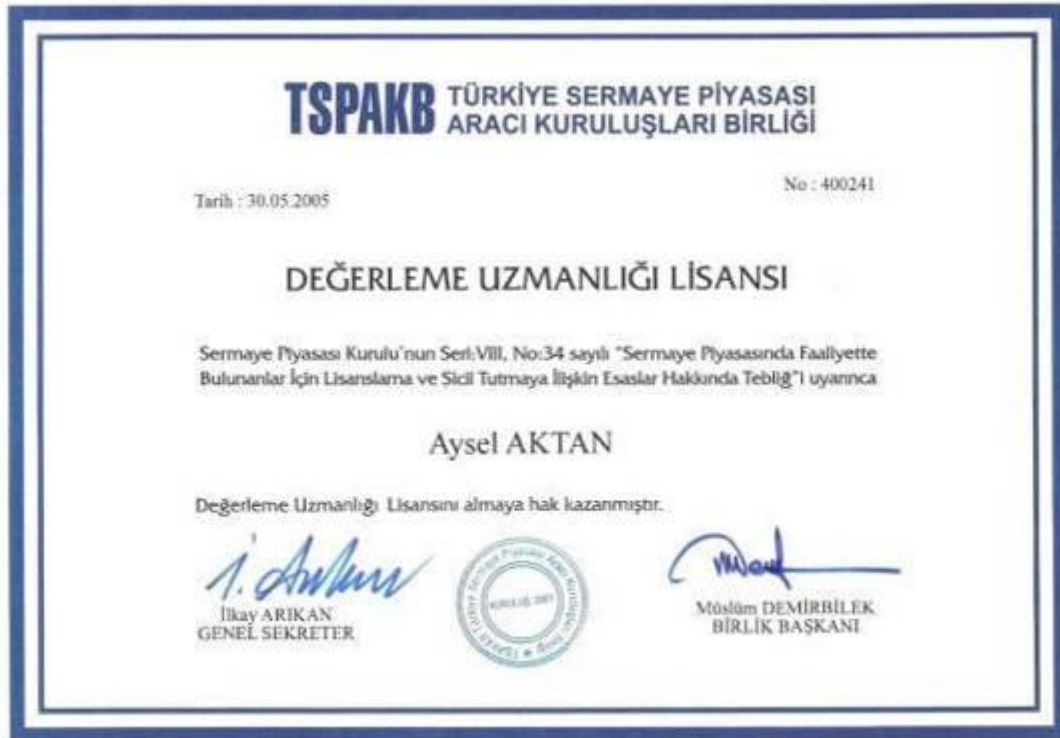 TSPAKB TÜRKİYE SERMAYE PİYASASI
ARACI KURULUŞLARI BİRLİĞİ
No : 400241
Tarih : 30.05.2005
DEĞERLEME UZMANLIĞI LİSANSI
Sermaye Piyasası Kurulu'nun Seri:VIII, No:34 sayılı "Sermaye Piyasasında Faaliyette
Bulunanlar İçin Lisanslama ve Sicil Tutmaya İlişkin Esaslar Hakkında Tebliğ"i uyarınca
Aysel AKTAN
Değerleme Uzmanlığı Lisansını almaya hak kazanmıştır.
İlkay ARIKAN
GENEL SEKRETER
Müslüm DEMİRBİLEK
BİRLİK BAŞKANI